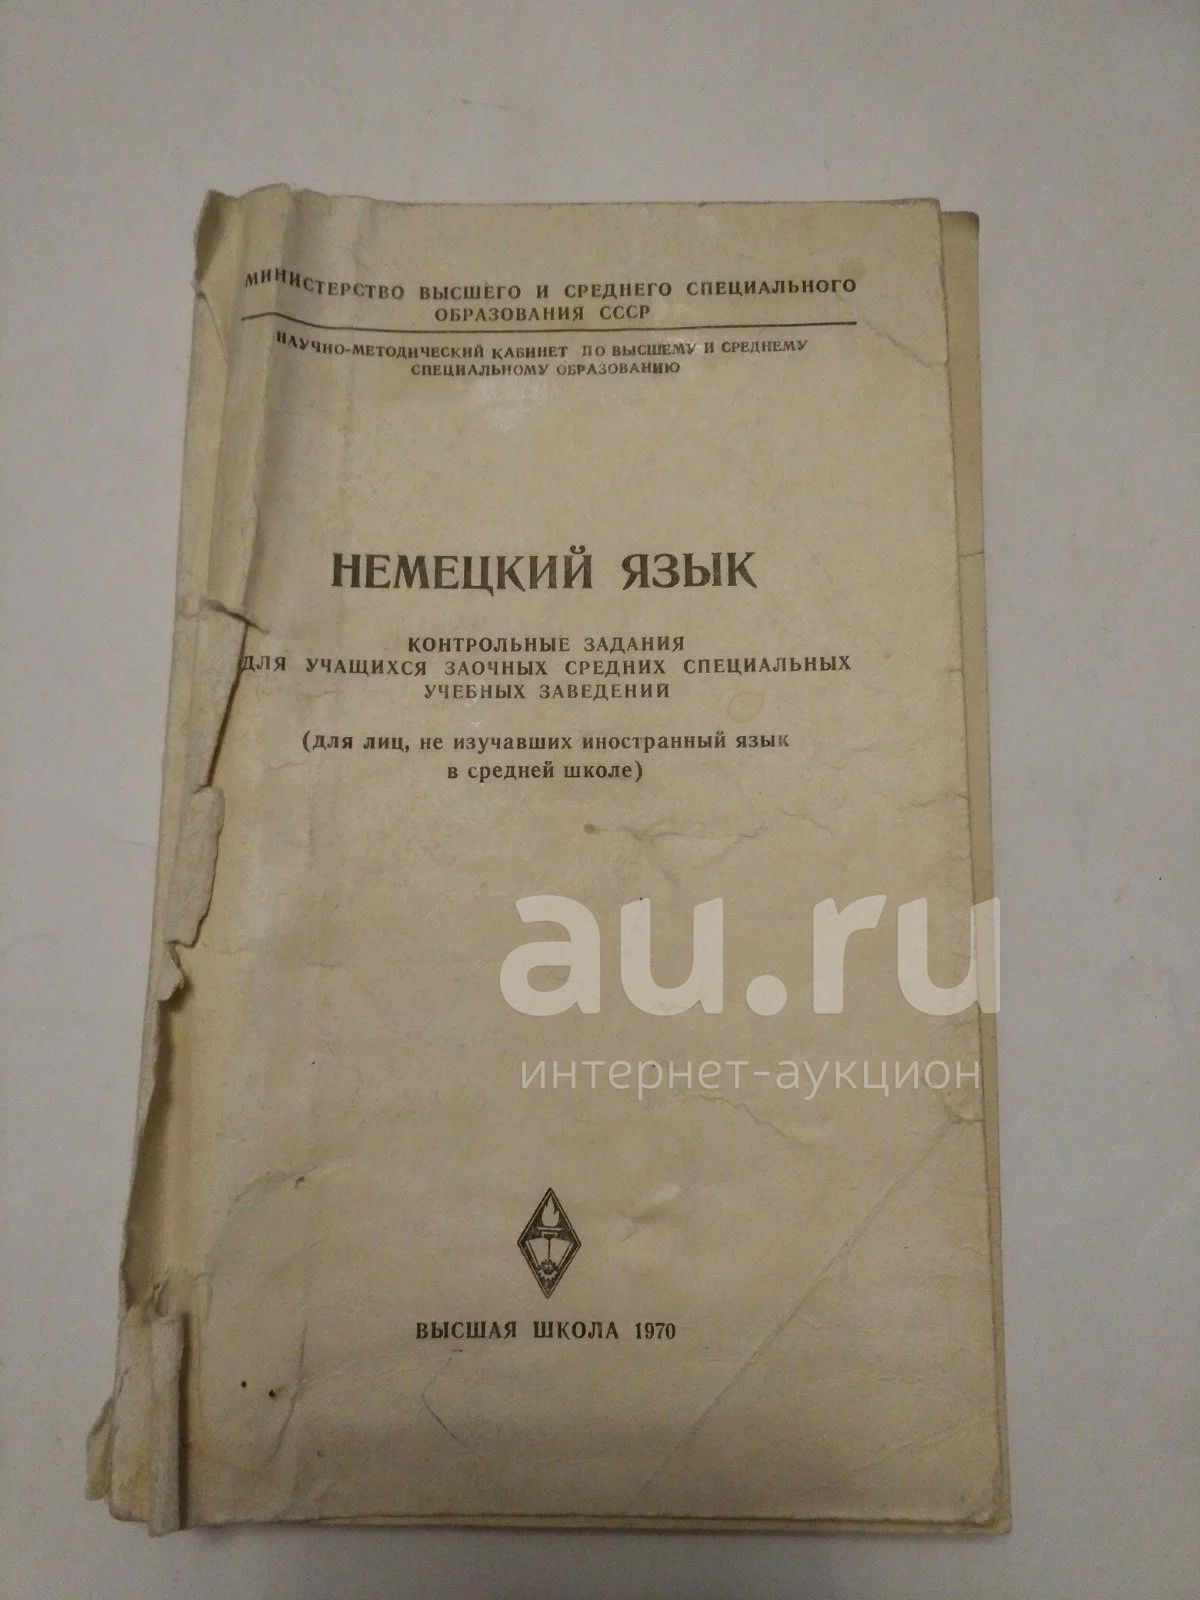 МИНИСТЕРСТВО ВЫСШЕГО И СРЕДНЕГО СПЕЦИАЛЬНОГО
ОБРАЗОВАНИЯ СССР
НАУЧНО-МЕТОДИЧЕСКИЙ КАБИНЕТ ПО ВЫСШЕМУ И СРЕДНЕМУ
СПЕЦИАЛЬНОМУ ОБРАЗОВАНИЮ
НЕМЕЦКИЙ ЯЗЫК
КОНТРОЛЬНЫЕ ЗАДАНИЯ
ДЛЯ УЧАЩИХСЯ ЗАОЧНЫХ СРЕДНИХ СПЕЦИАЛЬНЫХ
УЧЕБНЫХ ЗАВЕДЕНИЙ
(для лиц, не изучавших иностранный язык
в средней школе)
au.ru
интернет-аукцион
ВЫСШАЯ ШКОЛА 1970